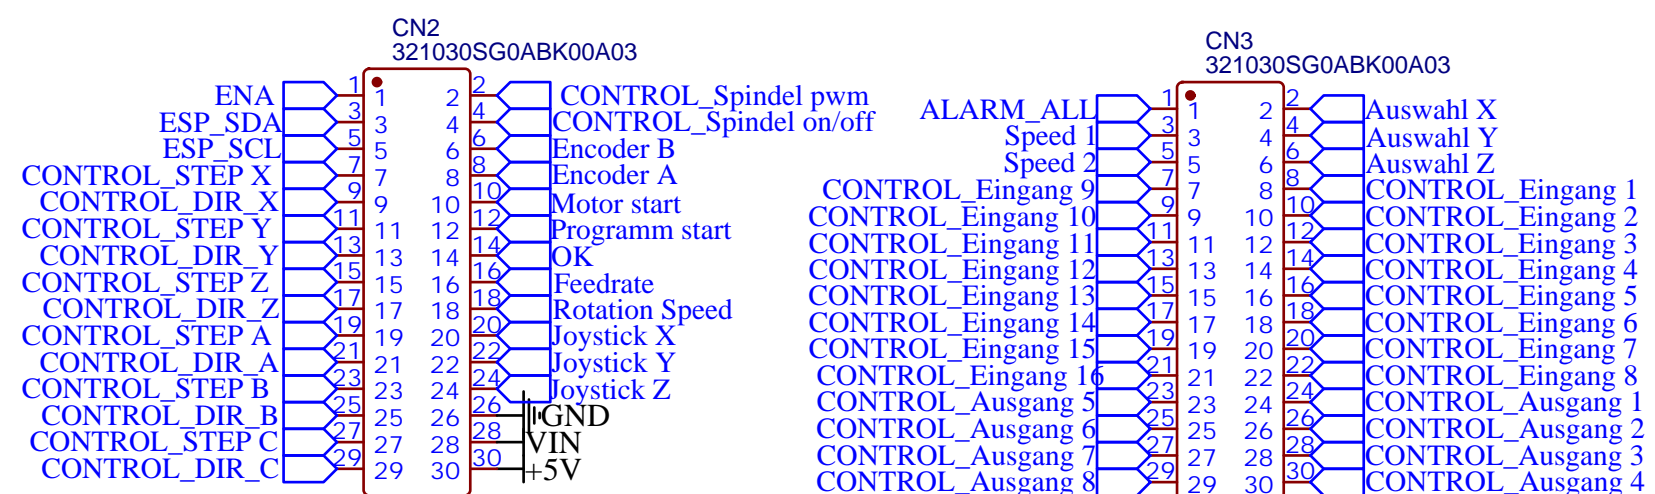 CN2
321030SG0ABK00A03
ENA 1 1 2 2 CONTROL_Spindel pwm
ESP_SDA 3 3 4 4 CONTROL_Spindel on/off
ESP_SCL 5 5 6 6 Encoder B
CONTROL_STEP X 7 7 8 8 Encoder A
CONTROL_DIR_X 9 9 10 10 Motor start
CONTROL_STEP Y 11 11 12 12 Programm start
CONTROL_DIR_Y 13 13 14 14 OK
CONTROL_STEP Z 15 15 16 16 Feedrate
CONTROL_DIR_Z 17 17 18 18 Rotation Speed
CONTROL_STEP A 19 19 20 20 Joystick X
CONTROL_DIR_A 21 21 22 22 Joystick Y
CONTROL_STEP B 23 23 24 24 Joystick Z
CONTROL_DIR_B 25 25 26 26 GND
CONTROL_STEP C 27 27 28 28 VIN
CONTROL_DIR_C 29 29 30 30 +5V
CN3
321030SG0ABK00A03
ALARM_ALL 1 1 2 2 Auswahl X
Speed 1 3 3 4 4 Auswahl Y
Speed 2 5 5 6 6 Auswahl Z
CONTROL_Eingang 9 7 7 8 8 CONTROL_Eingang 1
CONTROL_Eingang 10 9 9 10 10 CONTROL_Eingang 2
CONTROL_Eingang 11 11 11 12 12 CONTROL_Eingang 3
CONTROL_Eingang 12 13 13 14 14 CONTROL_Eingang 4
CONTROL_Eingang 13 15 15 16 16 CONTROL_Eingang 5
CONTROL_Eingang 14 17 17 18 18 CONTROL_Eingang 6
CONTROL_Eingang 15 19 19 20 20 CONTROL_Eingang 7
CONTROL_Eingang 16 21 21 22 22 CONTROL_Eingang 8
CONTROL_Ausgang 5 23 23 24 24 CONTROL_Ausgang 1
CONTROL_Ausgang 6 25 25 26 26 CONTROL_Ausgang 2
CONTROL_Ausgang 7 27 27 28 28 CONTROL_Ausgang 3
CONTROL_Ausgang 8 29 29 30 30 CONTROL_Ausgang 4